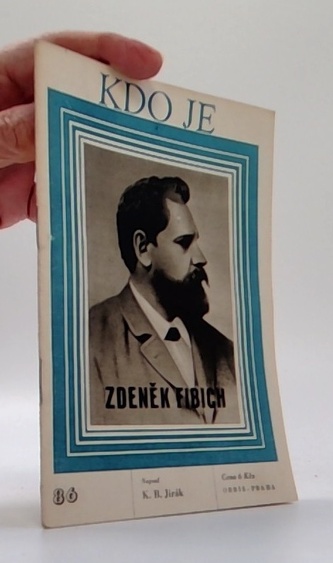 KDO JE
ZDENĚK FIBICH
86
Napsal
K. B. Jirák
Cena 6 Kčs
ORBIS - PRAHA